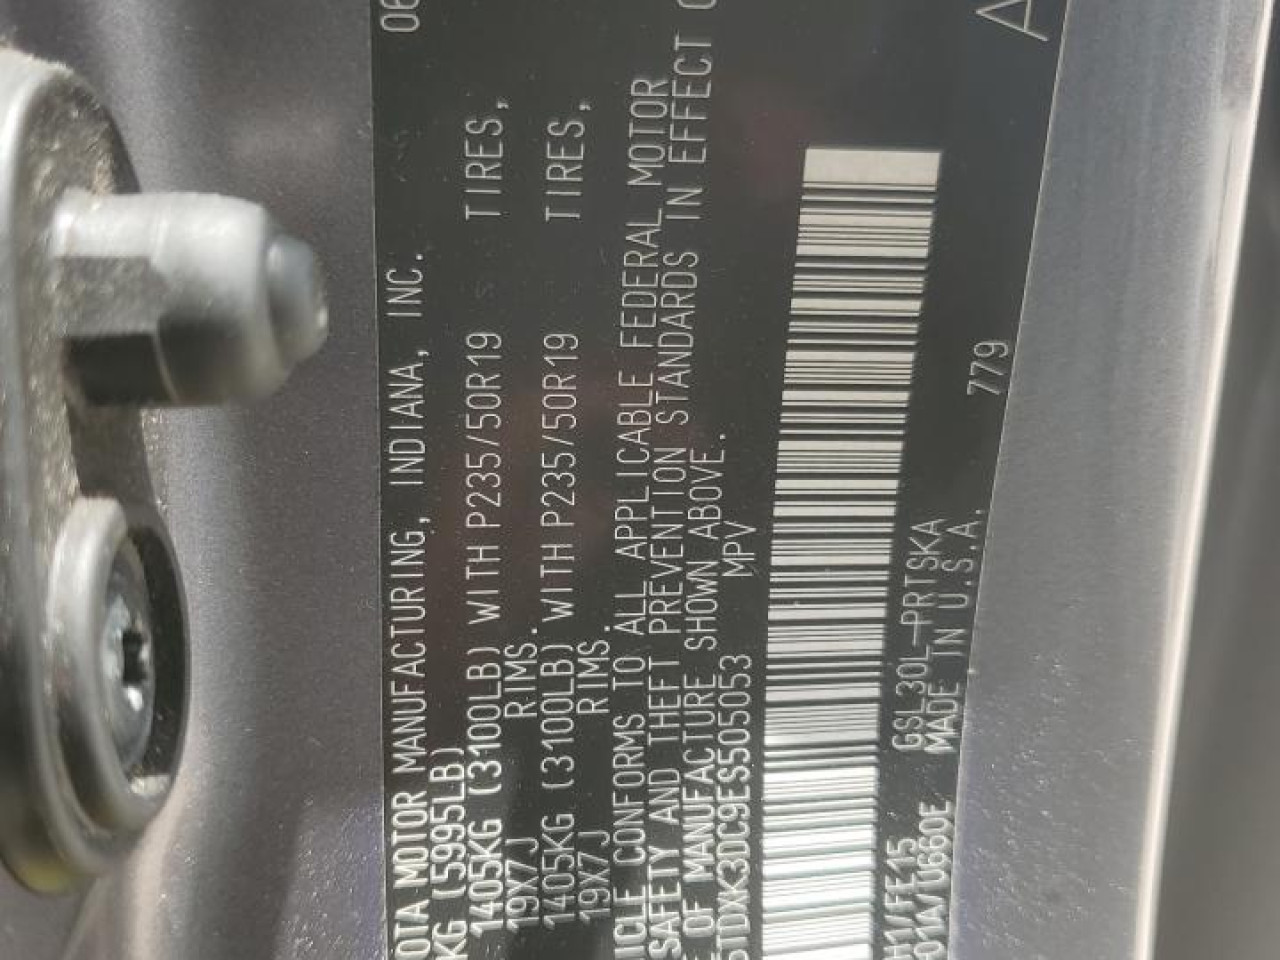 OTA MOTOR MANUFACTURING, INDIANA, INC. 06
KG (5995LB)
1405KG (3100LB) WITH P235/50R19 TIRES,
19X7J RIMS.
1405KG (3100LB) WITH P235/50R19 TIRES,
19X7J RIMS.
ICLE CONFORMS TO ALL APPLICABLE FEDERAL MOTOR
SAFETY AND THEFT PREVENTION STANDARDS IN EFFECT O
E OF MANUFACTURE SHOWN ABOVE.
5TDXK3DC9ES505053 MPV
H1/FE15 GSL30L-PRTSKA 779 A
01A/U660E MADE IN U.S.A.